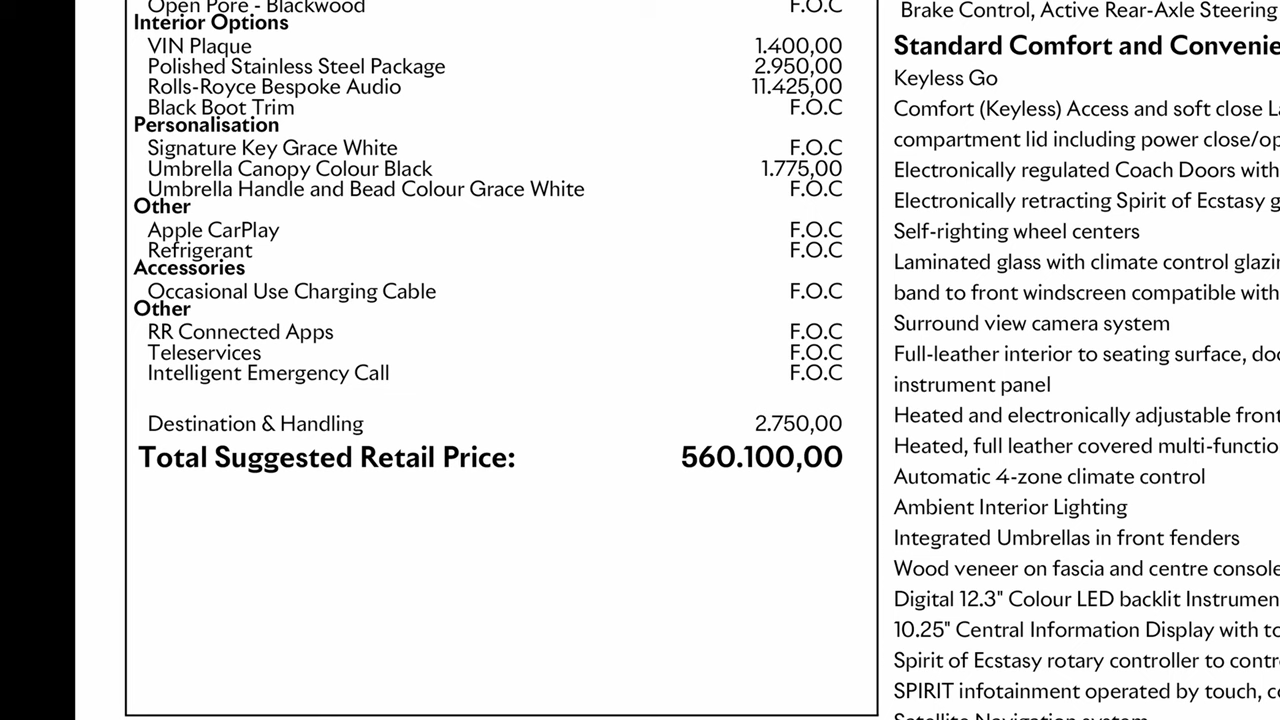 Open Pore - Blackwood F.O.C
Interior Options
VIN Plaque 1.400,00
Polished Stainless Steel Package 2.950,00
Rolls-Royce Bespoke Audio 11.425,00
Black Boot Trim F.O.C
Personalisation
Signature Key Grace White F.O.C
Umbrella Canopy Colour Black 1.775,00
Umbrella Handle and Bead Colour Grace White F.O.C
Other
Apple CarPlay F.O.C
Refrigerant F.O.C
Accessories
Occasional Use Charging Cable F.O.C
Other
RR Connected Apps F.O.C
Teleservices F.O.C
Intelligent Emergency Call F.O.C
Destination & Handling 2.750,00
Total Suggested Retail Price: 560.100,00
Brake Control, Active Rear-Axle Steering
Standard Comfort and Convenie
Keyless Go
Comfort (Keyless) Access and soft close
compartment lid including power close/op
Electronically regulated Coach Doors with
Electronically retracting Spirit of Ecstasy g
Self-righting wheel centers
Laminated glass with climate control glazi
band to front windscreen compatible with
Surround view camera system
Full-leather interior to seating surface, do
instrument panel
Heated and electronically adjustable front
Heated, full leather covered multi-functio
Automatic 4-zone climate control
Ambient Interior Lighting
Integrated Umbrellas in front fenders
Wood veneer on fascia and centre console
Digital 12.3" Colour LED backlit Instrumen
10.25" Central Information Display with to
Spirit of Ecstasy rotary controller to contr
SPIRIT infotainment operated by touch, c
Satellite Navigation system